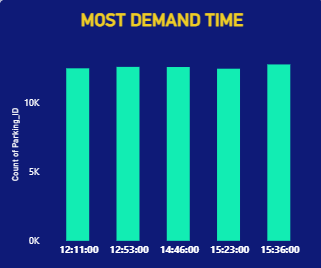 MOST DEMAND TIME
Count of Parking_ID
10K
5K
0K
12:11:00 12:53:00 14:46:00 15:23:00 15:36:00